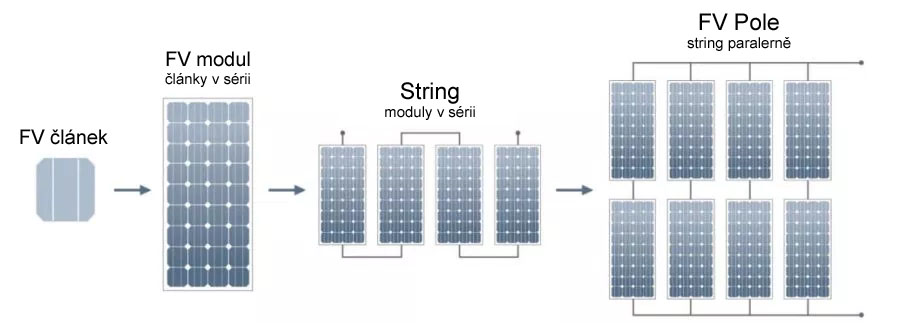 FV článek
FV modul
články v sérii
String
moduly v sérii
FV Pole
string paralerně